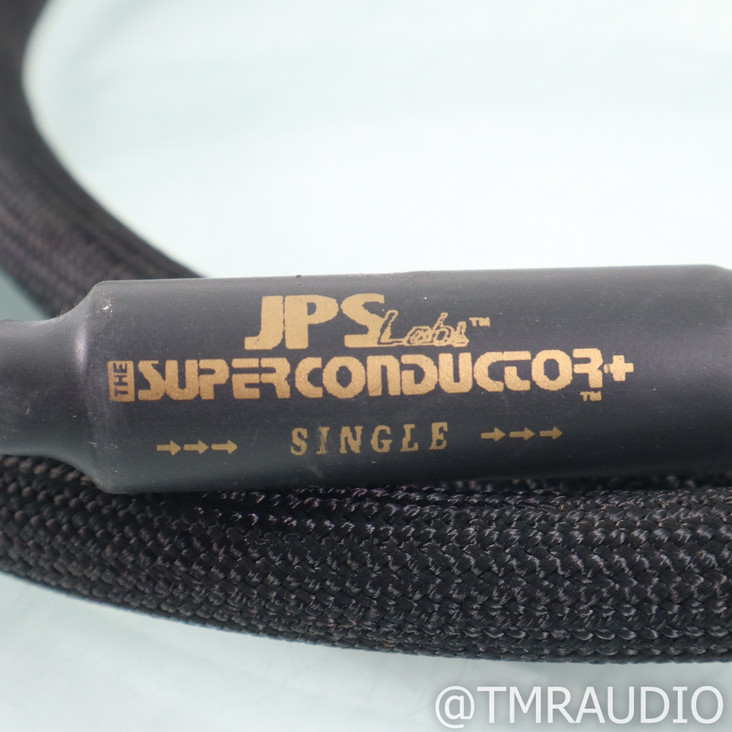 JPS Labs™
THE SUPERCONDUCTOR+™
→→→ SINGLE →→→
@TMRAUDIO